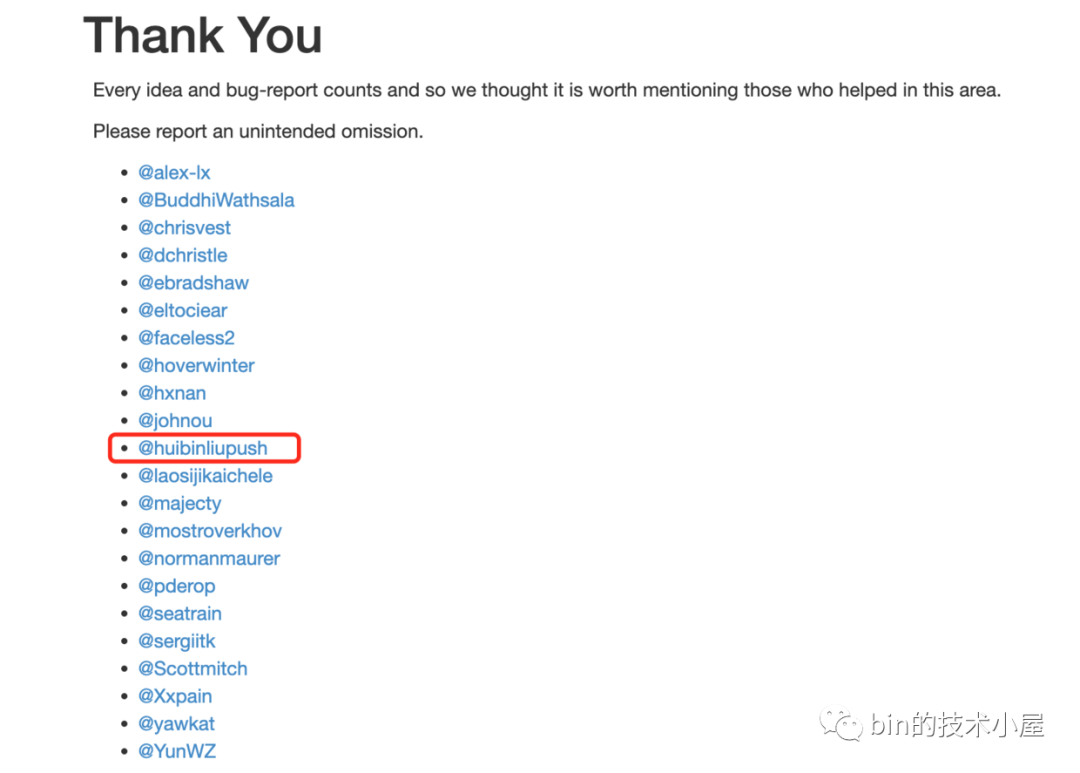 Thank You
Every idea and bug-report counts and so we thought it is worth mentioning those who helped in this area.
Please report an unintended omission.
@alex-lx
@BuddhiWathsala
@chrisvest
@dchristle
@ebradshaw
@eltociear
@faceless2
@hoverwinter
@hxnan
@johnou
@huibinliupush
@laosijikaichele
@majecty
@mostroverkhov
@normanmaurer
@pderop
@seatrain
@sergiitk
@Scottmitch
@Xxpain
@yawkat
@YunWZ
bin的技术小屋